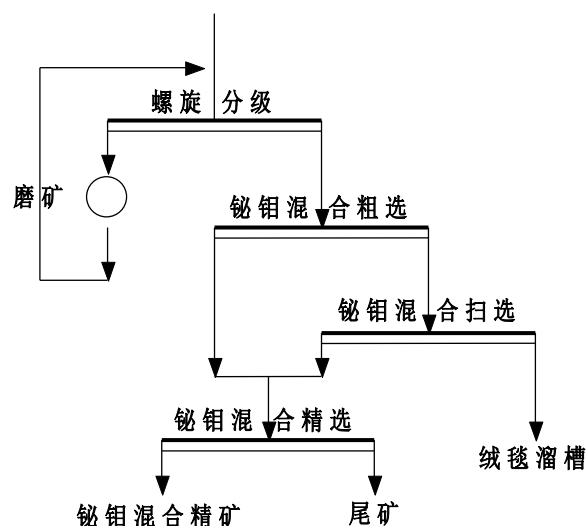 螺旋分级
磨矿
铋钼混合粗选
铋钼混合扫选
铋钼混合精选
绒毯溜槽
铋钼混合精矿
尾矿